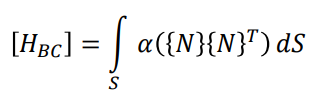 [H_{BC}] = ∫_S α({N}{N}^T) dS